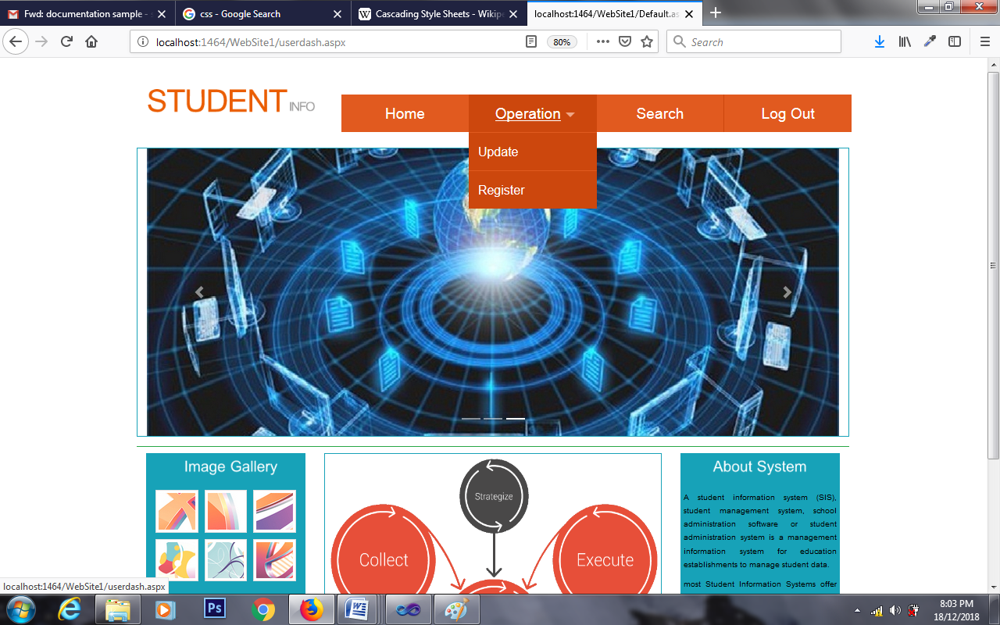 Fwd: documentation sample -
css - Google Search
Cascading Style Sheets - Wikip
localhost:1464/WebSite1/Default.as
localhost:1464/WebSite1/userdash.aspx
80%
Search
STUDENT INFO
Home
Operation
Search
Log Out
Update
Register
Image Gallery
Strategize
Collect
Execute
About System
A student information system (SIS),
student management system, school
administration software or student
administration system is a management
information system for education
establishments to manage student data.
most Student Information Systems offer
localhost:1464/WebSite1/userdash.aspx
Ps
W
8:03 PM
18/12/2018